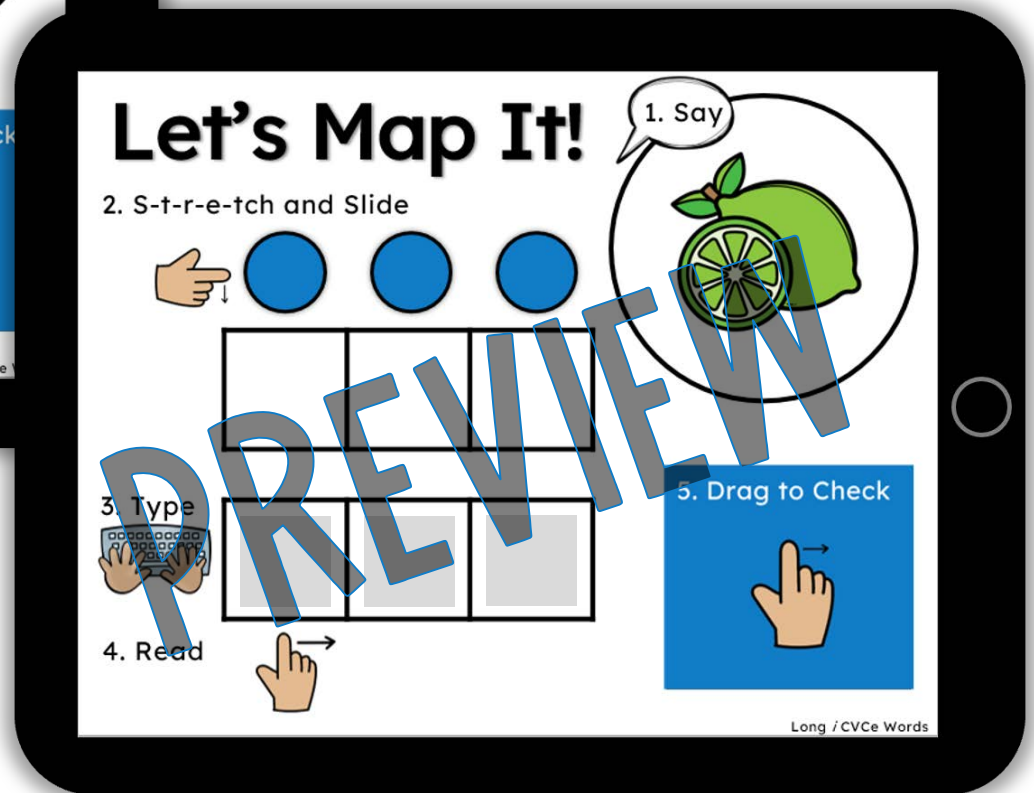 Let's Map It!
1. Say
2. S-t-r-e-tch and Slide
3. Type
4. Read
5. Drag to Check
Long i CVCe Words
PREVIEW
ck
e